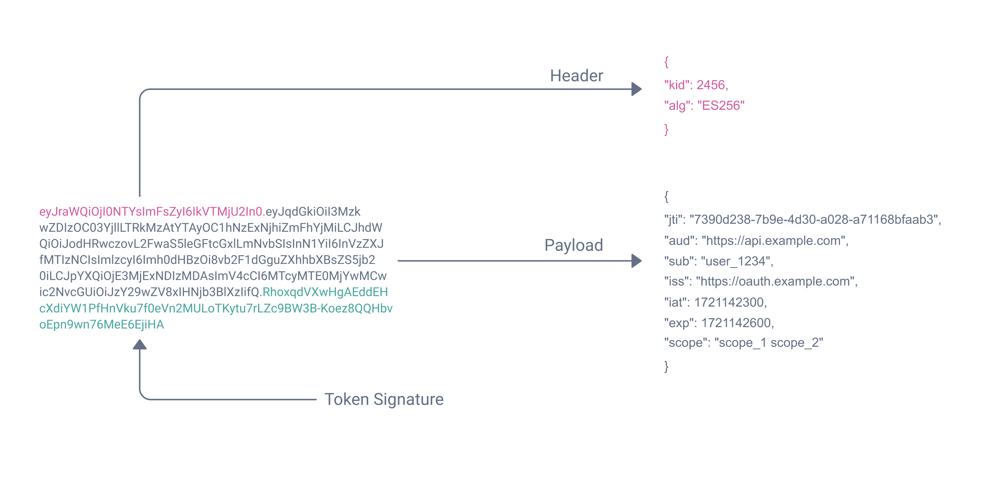 Header
{
"kid": 2456,
"alg": "ES256"
}
eyJraWQiOjI0NTYsImFsZyI6IkVTMjU2In0.eyJqdGkiOiI3Mzk
wZDIzOC03YjllLTRkMzAtYTAyOC1hNzExNjhiZmFhYjMiLCJhdW
QiOiJodHRwczovL2FwaS5leGFtcGxlLmNvbSIsInN1YiI6InVzZXJ
fMTIzNCIsImlzcyI6Imh0dHBzOi8vb2F1dGguZXhhbXBsZS5jb2
0iLCJpYXQiOjE3MjExNDIzMDAsImV4cCI6MTcyMTE0MjYwMCw
ic2NvcGUiOiJzY29wZV8xIHNjb3BlXzIifQ.RhoxqdVXwHgAEddEH
cXdiYW1PfHnVku7f0eVn2MULoTKytu7rLZc9BW3B-Koez8QQHbv
oEpn9wn76MeE6EjiHA
Payload
{
"jti": "7390d238-7b9e-4d30-a028-a71168bfaab3",
"aud": "https://api.example.com",
"sub": "user_1234",
"iss": "https://oauth.example.com",
"iat": 1721142300,
"exp": 1721142600,
"scope": "scope_1 scope_2"
}
Token Signature